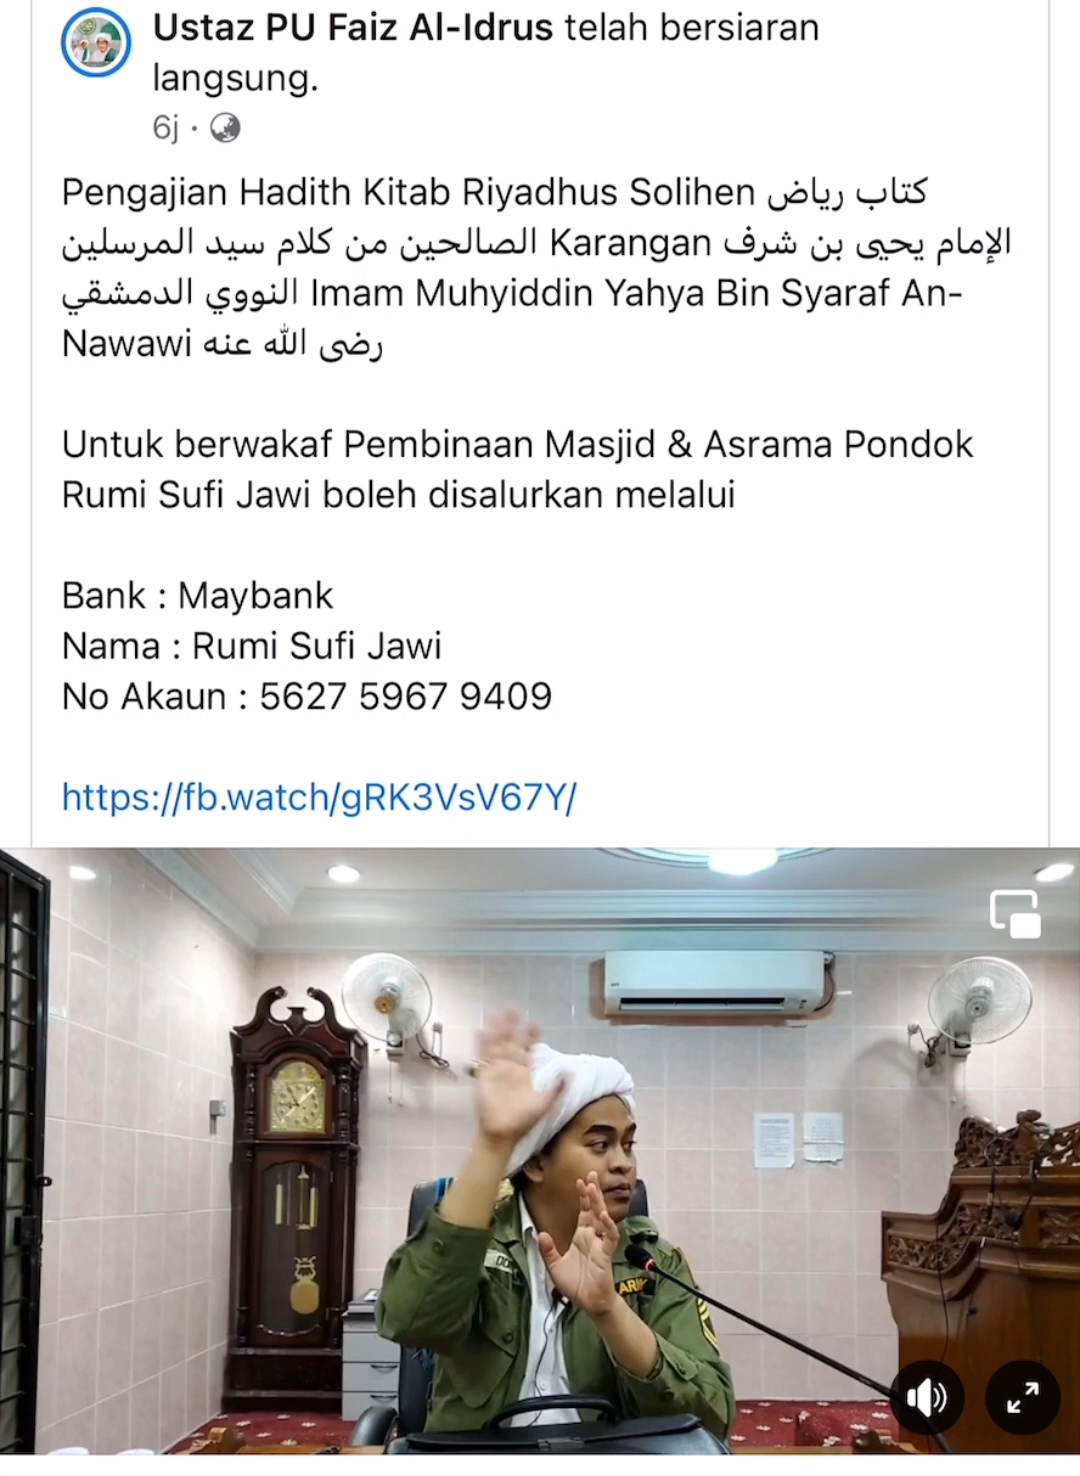 Ustaz PU Faiz Al-Idrus telah bersiaran
langsung.
6j
Pengajian Hadith Kitab Riyadhus Solihen كتاب رياض
الصالحين من كلام سيد المرسلين Karangan الإمام يحيى بن شرف
النووي الدمشقي Imam Muhyiddin Yahya Bin Syaraf An-
Nawawi رضى الله عنه
Untuk berwakaf Pembinaan Masjid & Asrama Pondok
Rumi Sufi Jawi boleh disalurkan melalui
Bank : Maybank
Nama : Rumi Sufi Jawi
No Akaun : 5627 5967 9409
https://fb.watch/gRK3VsV67Y/